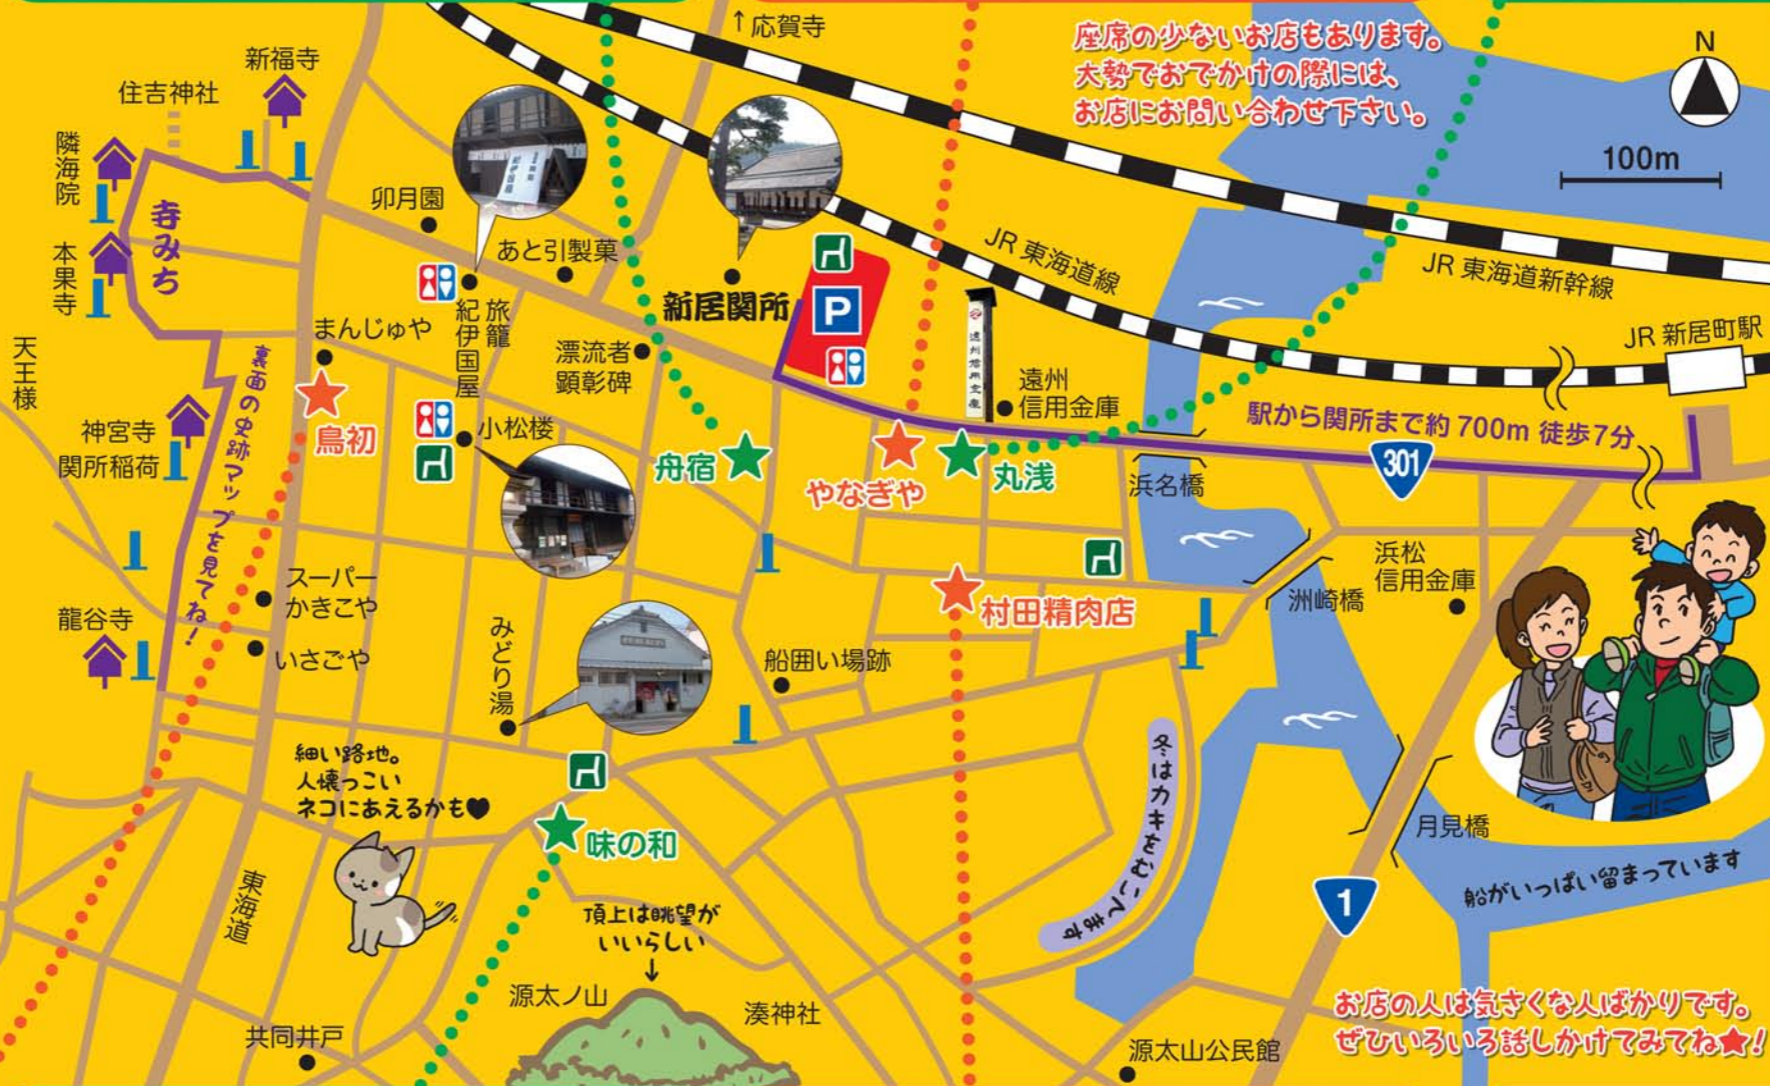 ↑応賀寺
座席の少ないお店もあります。
大勢でおでかけの際には、
お店にお問い合わせ下さい。
N
100m
新福寺
住吉神社
隣海院
本果寺
寺みち
卯月園
あと引製菓
旅籠
紀伊国屋
紀伊国屋
新居関所
P
JR 東海道線
JR 東海道新幹線
JR 新居町駅
天王様
まんじゅや
鳥初
裏面の史跡マップを見てね!
漂流者
顕彰碑
遠州信用金庫
遠州
信用金庫
駅から関所まで約700m 徒歩7分
301
神宮寺
関所稲荷
小松楼
舟宿
やなぎや
丸浅
浜名橋
浜松
信用金庫
洲崎橋
村田精肉店
スーパー
かきこや
いさごや
龍谷寺
みどり湯
船囲い場跡
細い路地。
人懐っこい
ネコにあえるかも♥
味の和
冬はカキをむいてます
月見橋
船がいっぱい留まっています
1
東海道
頂上は眺望が
いいらしい
↓
源太ノ山
湊神社
共同井戸
源太山公民館
お店の人は気さくな人ばかりです。
ぜひいろいろ話しかけてみてね★!